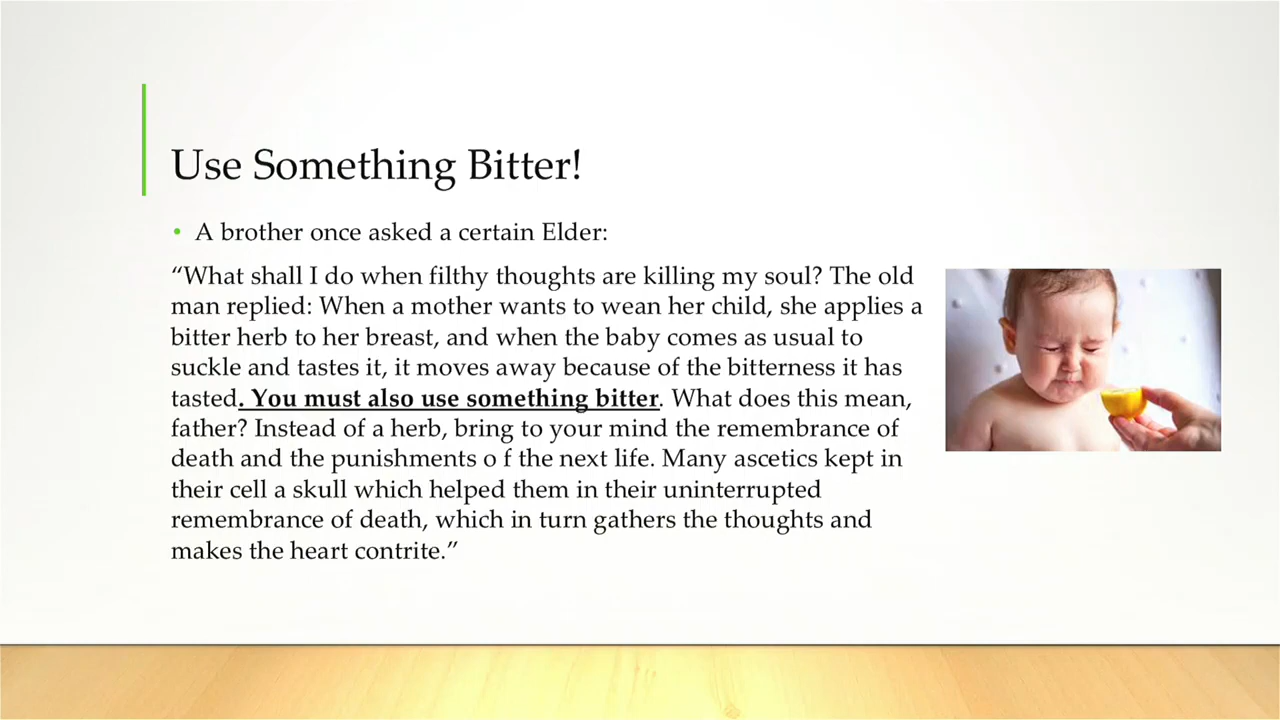 Use Something Bitter!
• A brother once asked a certain Elder:
“What shall I do when filthy thoughts are killing my soul? The old
man replied: When a mother wants to wean her child, she applies a
bitter herb to her breast, and when the baby comes as usual to
suckle and tastes it, it moves away because of the bitterness it has
tasted. You must also use something bitter. What does this mean,
father? Instead of a herb, bring to your mind the remembrance of
death and the punishments o f the next life. Many ascetics kept in
their cell a skull which helped them in their uninterrupted
remembrance of death, which in turn gathers the thoughts and
makes the heart contrite.”